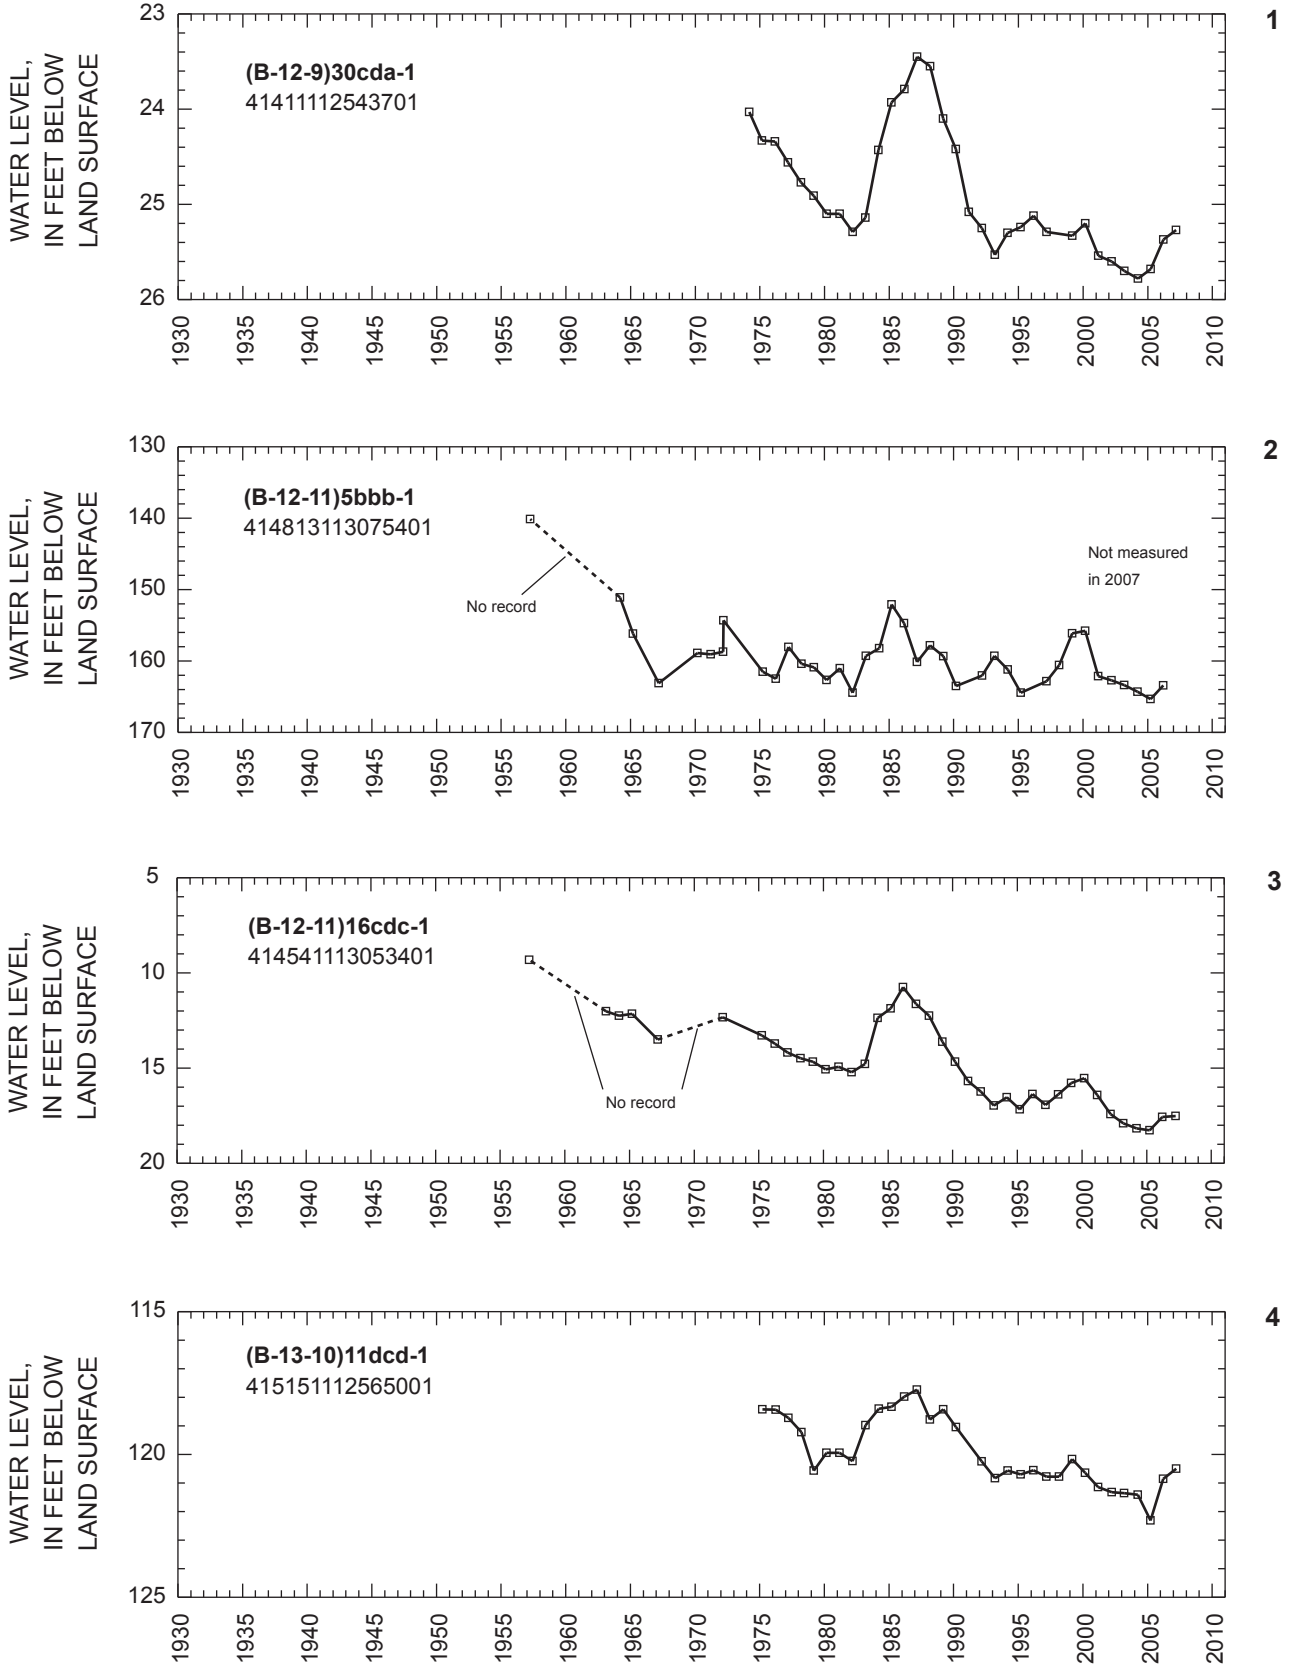 1
WATER LEVEL,
IN FEET BELOW
LAND SURFACE
23
24
25
26
(B-12-9)30cda-1
41411112543701
1930 1935 1940 1945 1950 1955 1960 1965 1970 1975 1980 1985 1990 1995 2000 2005 2010
2
WATER LEVEL,
IN FEET BELOW
LAND SURFACE
130
140
150
160
170
(B-12-11)5bbb-1
414813113075401
No record
Not measured
in 2007
1930 1935 1940 1945 1950 1955 1960 1965 1970 1975 1980 1985 1990 1995 2000 2005 2010
3
WATER LEVEL,
IN FEET BELOW
LAND SURFACE
5
10
15
20
(B-12-11)16cdc-1
414541113053401
No record
1930 1935 1940 1945 1950 1955 1960 1965 1970 1975 1980 1985 1990 1995 2000 2005 2010
4
WATER LEVEL,
IN FEET BELOW
LAND SURFACE
115
120
125
(B-13-10)11dcd-1
415151112565001
1930 1935 1940 1945 1950 1955 1960 1965 1970 1975 1980 1985 1990 1995 2000 2005 2010